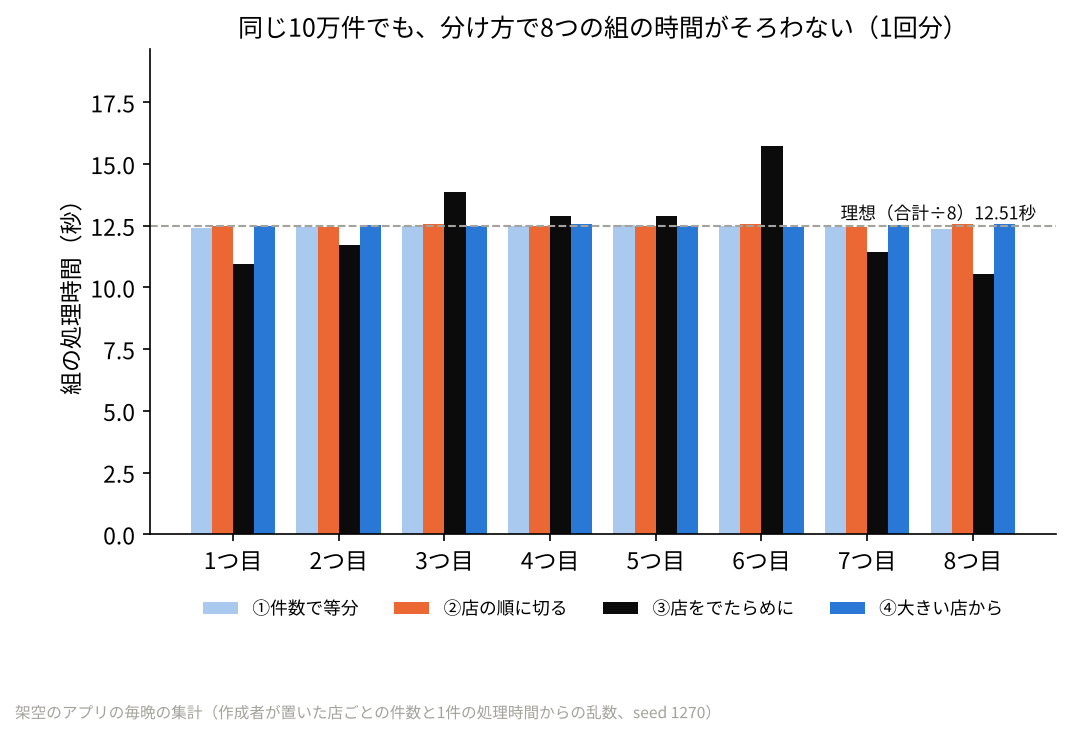 同じ10万件でも、分け方で8つの組の時間がそろわない（1回分）
組の処理時間（秒）
17.5
15.0
12.5
10.0
7.5
5.0
2.5
0.0
理想（合計÷8）12.51秒
1つ目 2つ目 3つ目 4つ目 5つ目 6つ目 7つ目 8つ目
①件数で等分 ②店の順に切る ③店をでたらめに ④大きい店から
架空のアプリの毎晩の集計（作成者が置いた店ごとの件数と1件の処理時間からの乱数、seed 1270）